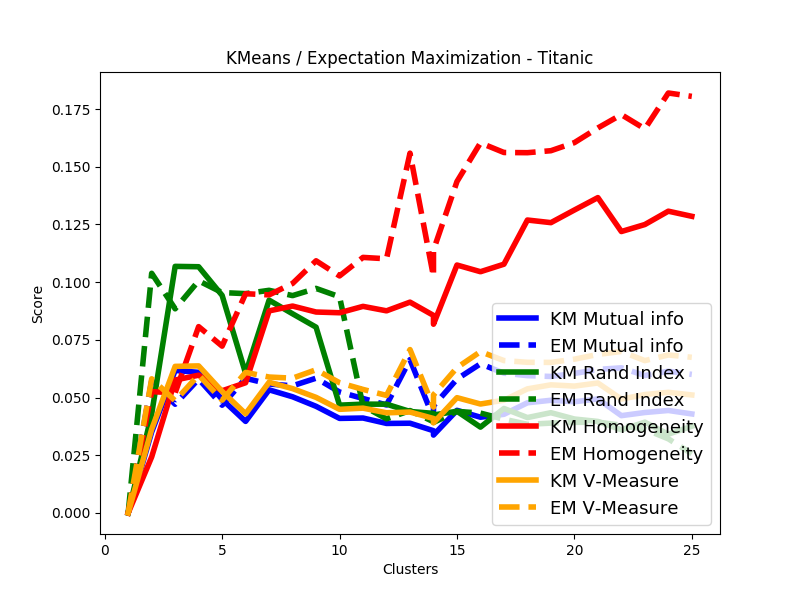 KMeans / Expectation Maximization - Titanic
Score
0.175
0.150
0.125
0.100
0.075
0.050
0.025
0.000
KM Mutual info
EM Mutual info
KM Rand Index
EM Rand index
KM Homogeneity
EM Homogeneity
KM V-Measure
EM V-Measure
0 5 10 15 20 25
Clusters